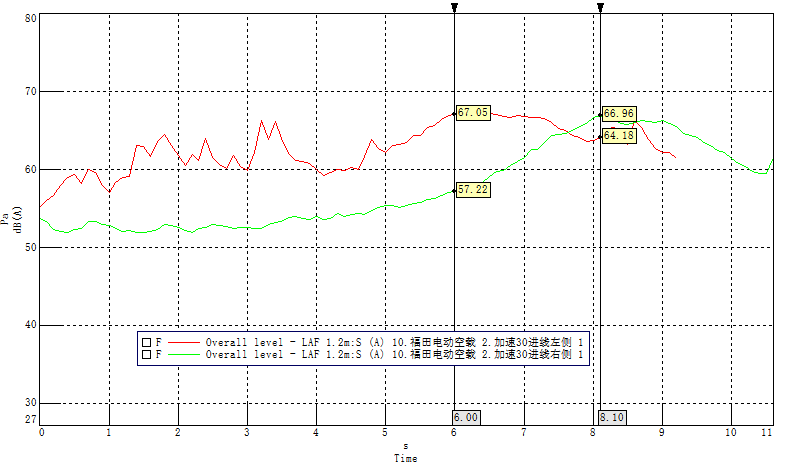 80
70
67.05
66.96
64.18
60
57.22
Pa
dB(A)
50
40
F Overall level - LAF 1.2m:S (A) 10.福田电动空载 2.加速30进线左侧 1
F Overall level - LAF 1.2m:S (A) 10.福田电动空载 2.加速30进线右侧 1
30
27
6.00
8.10
0 1 2 3 4 5 6 7 8 9 10 11
s
Time